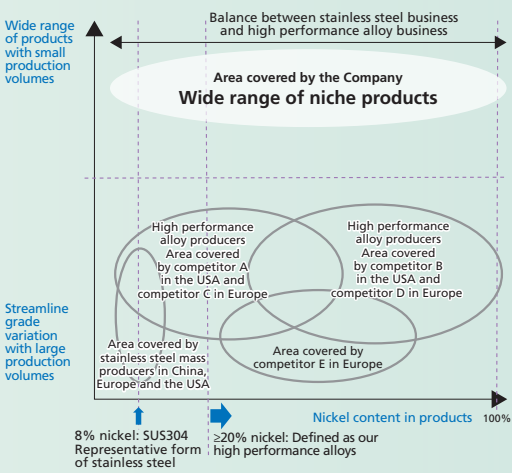 Wide range
of products
with small
production
volumes
Balance between stainless steel business
and high performance alloy business
Area covered by the Company
Wide range of niche products
High performance
alloy producers
Area covered
by competitor A
in the USA and
competitor C in Europe
High performance
alloy producers
Area covered
by competitor B
in the USA and
competitor D in Europe
Streamline
grade
variation
with large
production
volumes
Area covered by
stainless steel mass
producers in China,
Europe and the USA
Area covered by
competitor E in Europe
Nickel content in products
100%
8% nickel: SUS304
Representative form
of stainless steel
≥20% nickel: Defined as our
high performance alloys